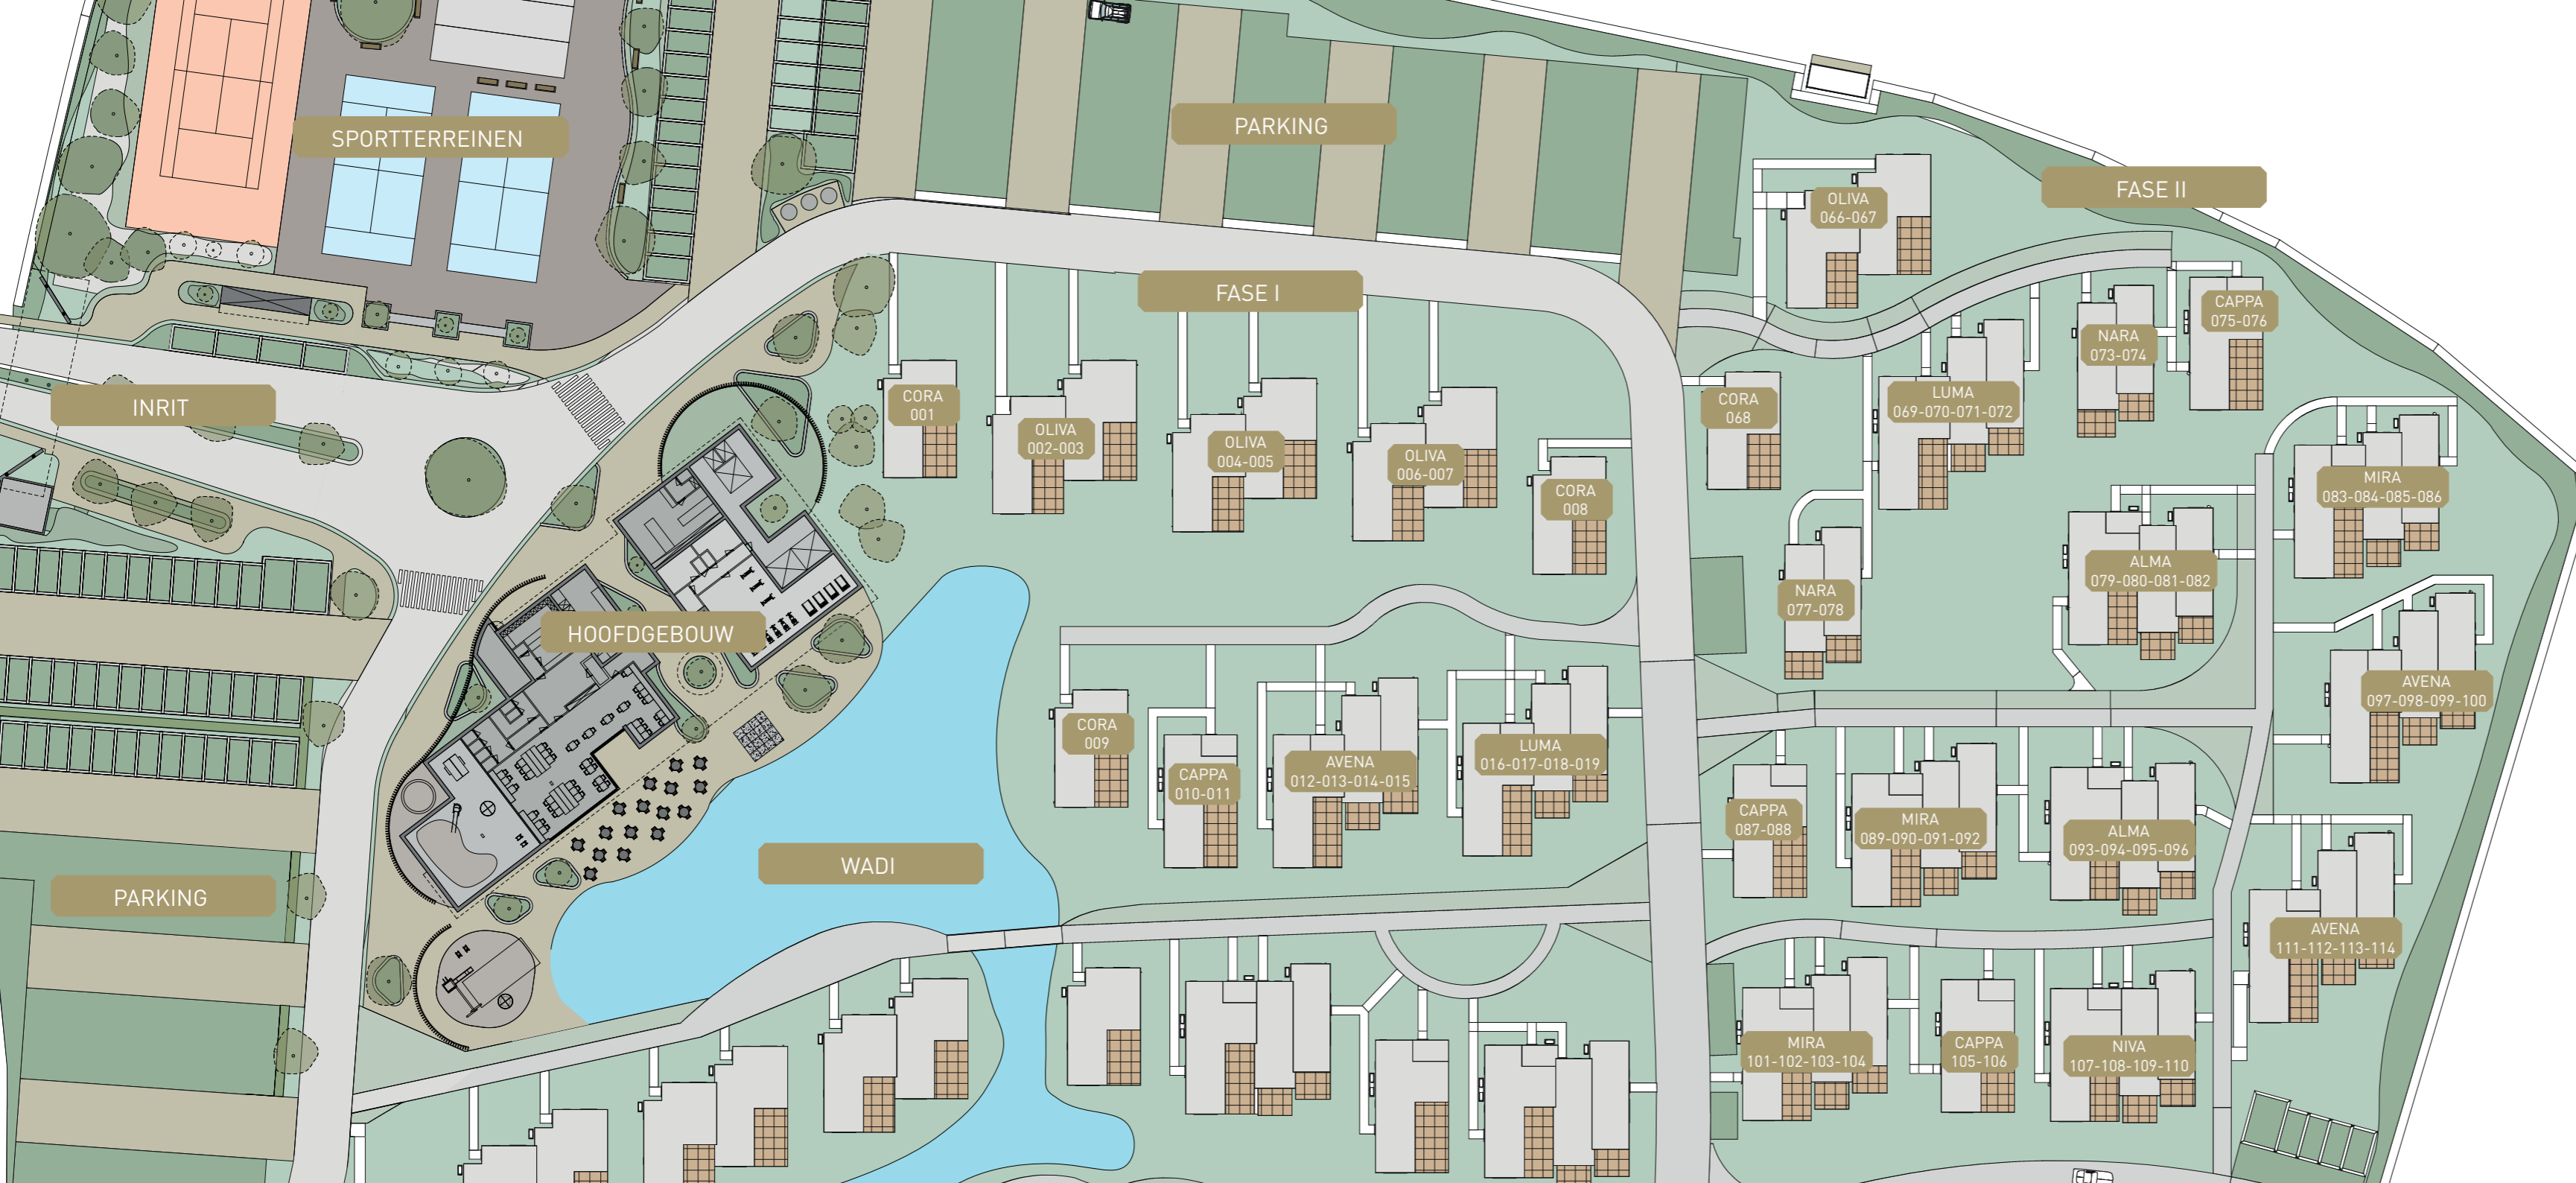 SPORTTERREINEN
PARKING
FASE II
OLIVA
066-067
FASE I
CAPPA
075-076
NARA
073-074
INRIT
CORA
001
OLIVA
002-003
OLIVA
004-005
OLIVA
006-007
CORA
008
CORA
068
LUMA
069-070-071-072
MIRA
083-084-085-086
ALMA
079-080-081-082
NARA
077-078
HOOFDGEBOUW
AVENA
097-098-099-100
CORA
009
CAPPA
010-011
AVENA
012-013-014-015
LUMA
016-017-018-019
CAPPA
087-088
MIRA
089-090-091-092
ALMA
093-094-095-096
WADI
PARKING
AVENA
111-112-113-114
MIRA
101-102-103-104
CAPPA
105-106
NIVA
107-108-109-110